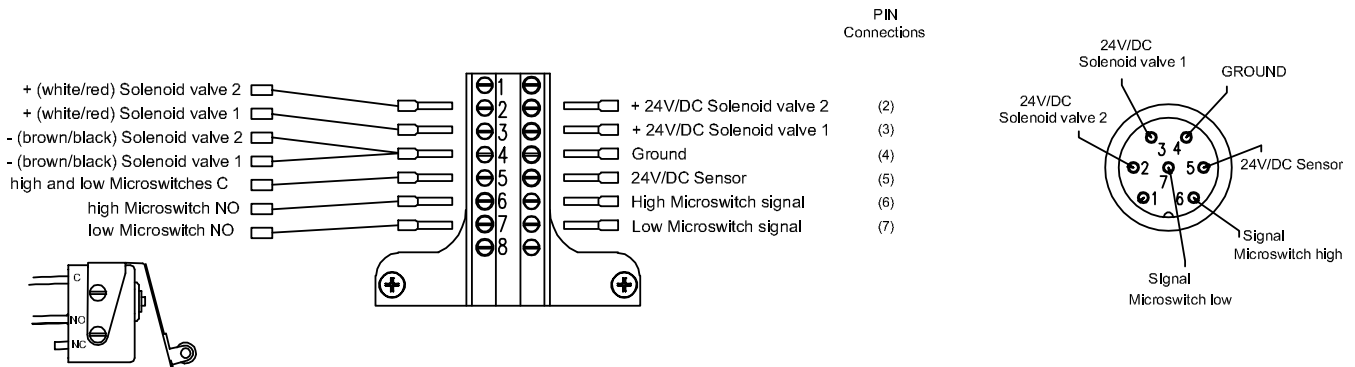 PIN
Connections
+ (white/red) Solenoid valve 2
+ (white/red) Solenoid valve 1
- (brown/black) Solenoid valve 2
- (brown/black) Solenoid valve 1
high and low Microswitches C
high Microswitch NO
low Microswitch NO
1
2
3
4
5
6
7
8
+ 24V/DC Solenoid valve 2 (2)
+ 24V/DC Solenoid valve 1 (3)
Ground (4)
24V/DC Sensor (5)
High Microswitch signal (6)
Low Microswitch signal (7)
C
NO
NC
24V/DC
Solenoid valve 1
GROUND
24V/DC
Solenoid valve 2
3 4
2 5
24V/DC Sensor
7
1 6
Signal
Microswitch high
SIgnal
Microswitch low